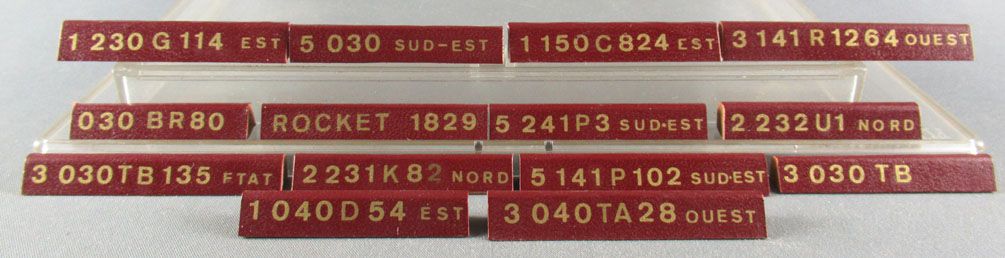 1 230 G 114 EST
5 030 SUD-EST
1 150 C 824 EST
3 141 R 1264 OUEST
030 BR 80
ROCKET 1829
5 241 P 3 SUD-EST
2 232 U 1 NORD
3 030 TB 135 ETAT
2 231 K 82 NORD
5 141 P 102 SUD-EST
3 030 TB
1 040 D 54 EST
3 040 TA 28 OUEST